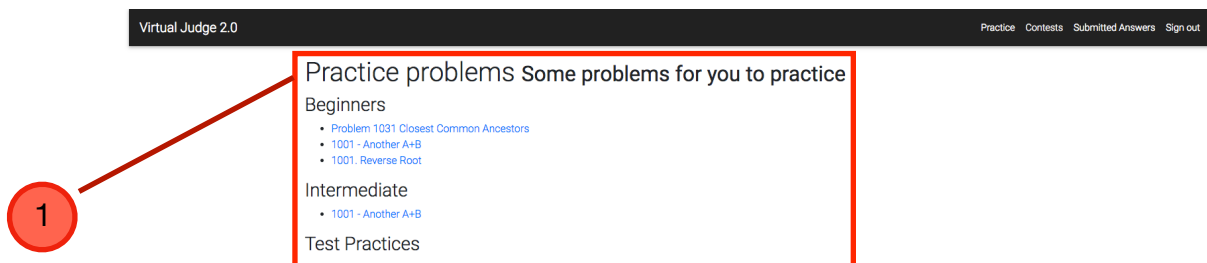 Virtual Judge 2.0
Practice Contests Submitted Answers Sign out
Practice problems Some problems for you to practice
Beginners
Problem 1031 Closest Common Ancestors
1001 - Another A+B
1001. Reverse Root
1
Intermediate
1001 - Another A+B
Test Practices